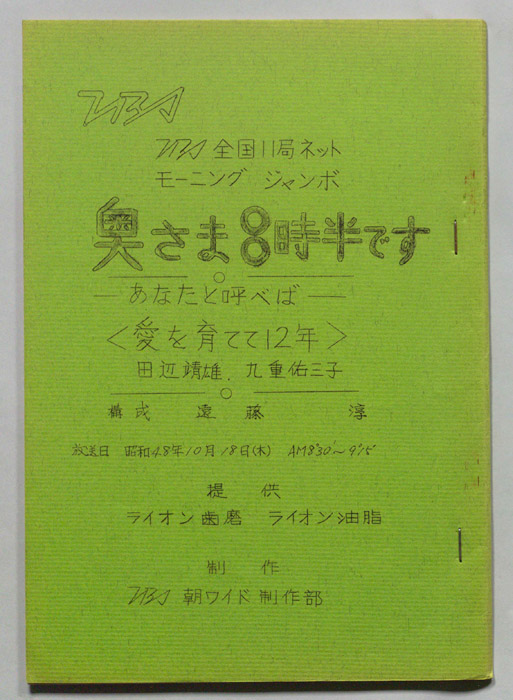 TBS
TBS 全国11局ネット
モーニング ジャンボ
奥さま8時半です
―あなたと呼べば―
<愛を育てて12年>
田辺靖雄、九重佑三子
構成 遠藤 淳
放送日 昭和48年10月18日(木) AM8°30'~9°15'
提 供
ライオン歯磨 ライオン油脂
制 作
TBS 朝ワイド制作部